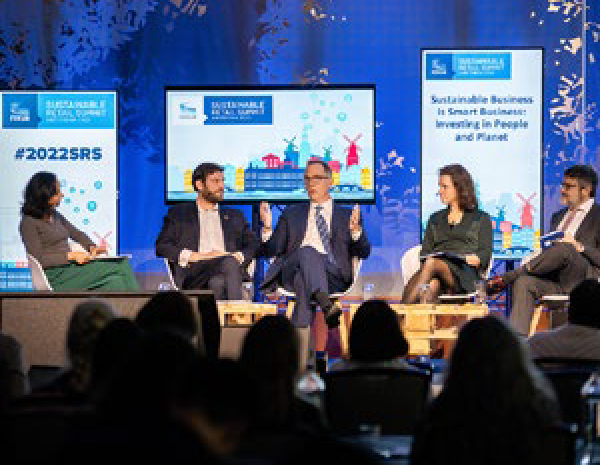 SUSTAINABLE
RETAIL SUMMIT
#2022SRS
SUSTAINABLE
RETAIL SUMMIT
SUSTAINABLE
RETAIL SUMMIT
Sustainable Business
is Smart Business:
Investing in People
and Planet